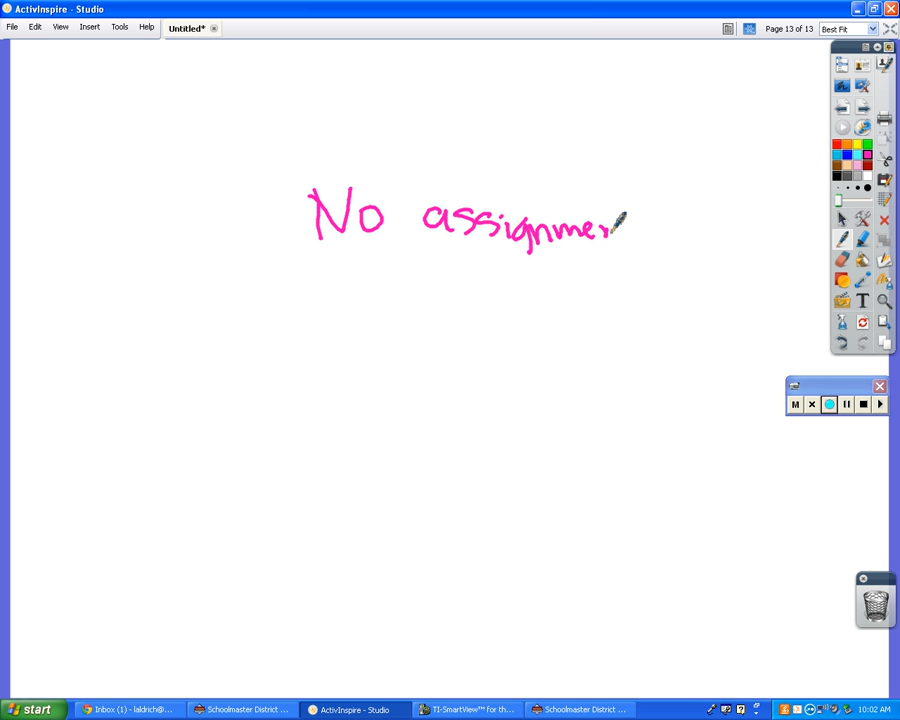 ActivInspire - Studio
File Edit View Insert Tools Help Untitled* Page 13 of 13 Best Fit
No assignmen
T
M
start Inbox (1) - laldrich@... Schoolmaster District ... ActivInspire - Studio TI-SmartView™ for th... Schoolmaster District ... 10:02 AM